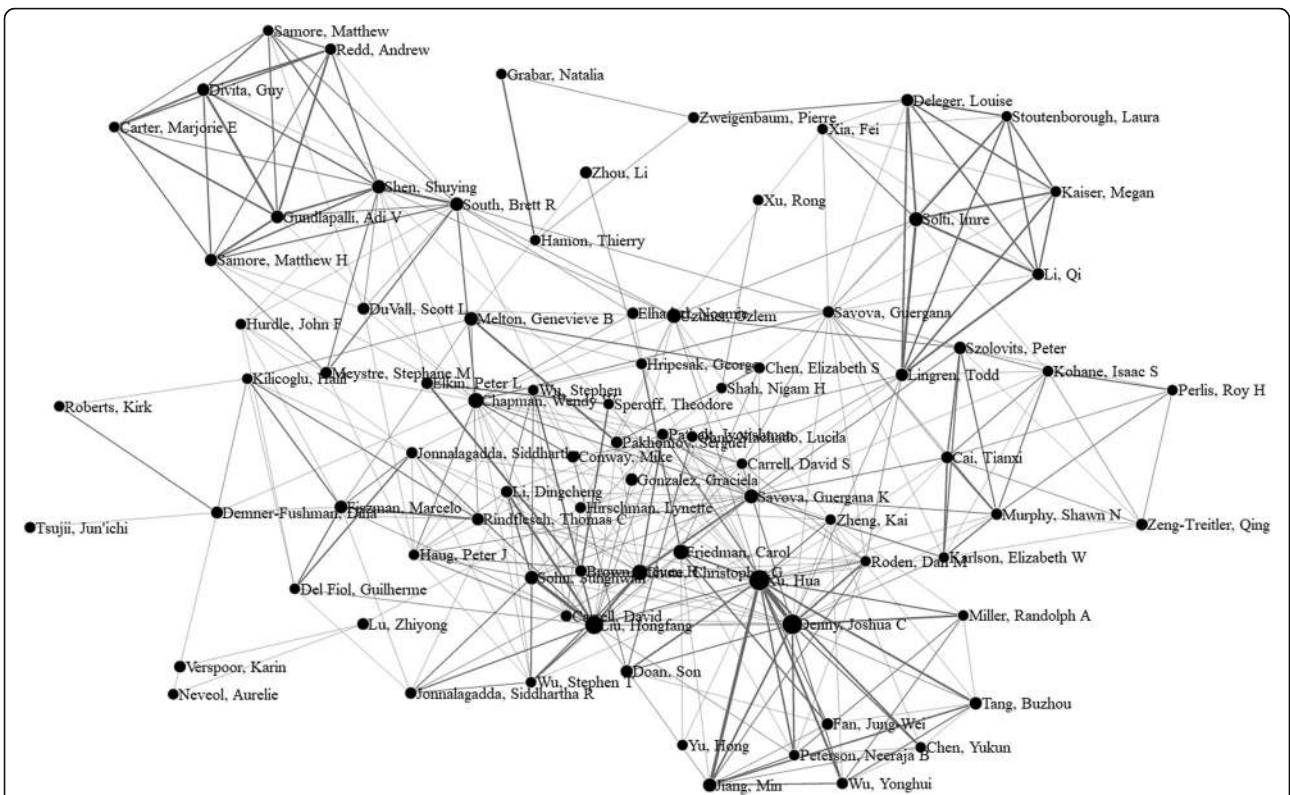 Samore, Matthew
Redd, Andrew
Grabar, Natalia
Divita, Guy
Deleger, Louise
Zweigenbaum, Pierre
Stoutenborough, Laura
Carter, Marjorie E
Xia, Fei
Zhou, Li
Shen, Shuying
Kaiser, Megan
Xu, Rong
South, Brett R
Gundlapalli, Adi V
Solti, Imre
Hamon, Thierry
Samore, Matthew H
Li, Qi
DuVall, Scott L
Savova, Guergana
Melton, Genevieve B
Hurdle, John F
Szolovits, Peter
Hripcsak, George
Chen, Elizabeth S
Kohane, Isaac S
Meystre, Stephane M
Lingren, Todd
Kilicoglu, Halil
Elkin, Peter L
Shah, Nigam H
Wu, Stephen
Perlis, Roy H
Chapman, Wendy
Speroff, Theodore
Roberts, Kirk
Pakhomov, Serguei
Jonnalagadda, Siddhartha
Conway, Mike
Cai, Tianxi
Carrell, David S
Gonzalez, Graciela
Li, Dingcheng
Savova, Guergana K
Fiszman, Marcelo
Hirschman, Lynette
Demner-Fushman, Dina
Murphy, Shawn N
Rindflesch, Thomas C
Zheng, Kai
Zeng-Treitler, Qing
Tsujii, Jun'ichi
Friedman, Carol
Haug, Peter J
Karlson, Elizabeth W
Roden, Dan M
Sohn, Sunghwan
Xu, Hua
Del Fiol, Guilherme
Miller, Randolph A
Carrell, David
Lu, Zhiyong
Liu, Hongfang
Denny, Joshua C
Verspoor, Karin
Doan, Son
Wu, Stephen T
Neveol, Aurelie
Jonnalagadda, Siddhartha R
Tang, Buzhou
Fan, Jung-Wei
Yu, Hong
Chen, Yukun
Peterson, Neeraja B
Jiang, Min
Wu, Yonghui